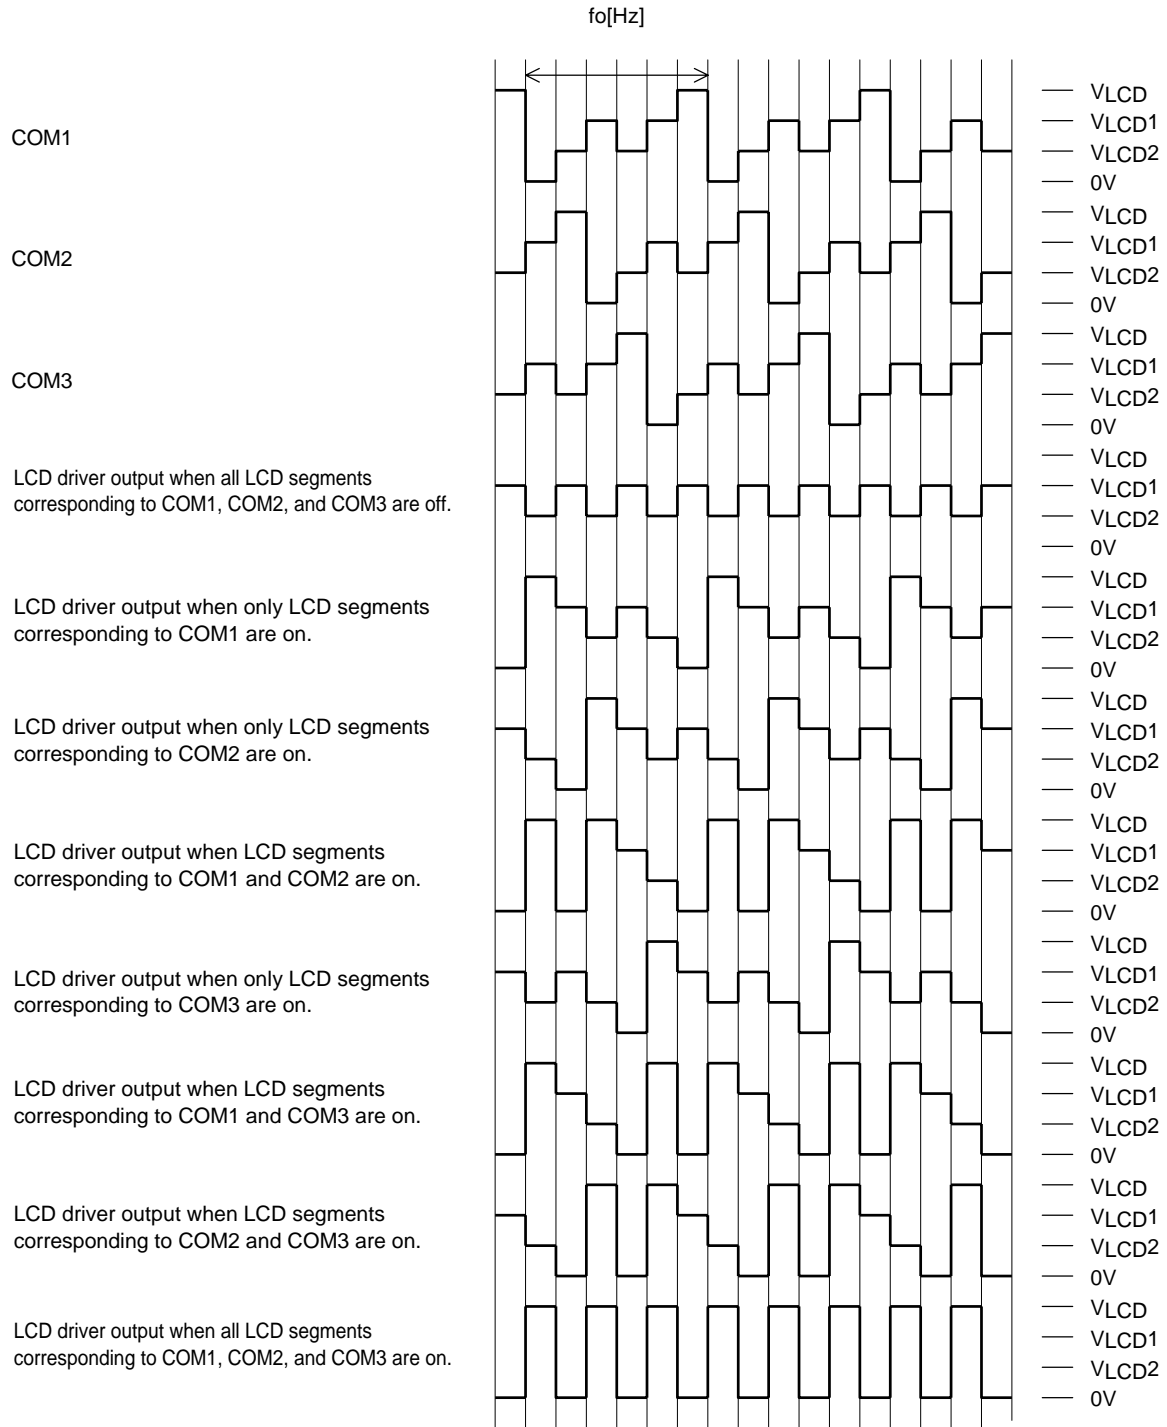 fo[Hz]
COM1
VLCD
VLCD1
VLCD2
0V
COM2
VLCD
VLCD1
VLCD2
0V
COM3
VLCD
VLCD1
VLCD2
0V
LCD driver output when all LCD segments
corresponding to COM1, COM2, and COM3 are off.
VLCD
VLCD1
VLCD2
0V
LCD driver output when only LCD segments
corresponding to COM1 are on.
VLCD
VLCD1
VLCD2
0V
LCD driver output when only LCD segments
corresponding to COM2 are on.
VLCD
VLCD1
VLCD2
0V
LCD driver output when LCD segments
corresponding to COM1 and COM2 are on.
VLCD
VLCD1
VLCD2
0V
LCD driver output when only LCD segments
corresponding to COM3 are on.
VLCD
VLCD1
VLCD2
0V
LCD driver output when LCD segments
corresponding to COM1 and COM3 are on.
VLCD
VLCD1
VLCD2
0V
LCD driver output when LCD segments
corresponding to COM2 and COM3 are on.
VLCD
VLCD1
VLCD2
0V
LCD driver output when all LCD segments
corresponding to COM1, COM2, and COM3 are on.
VLCD
VLCD1
VLCD2
0V